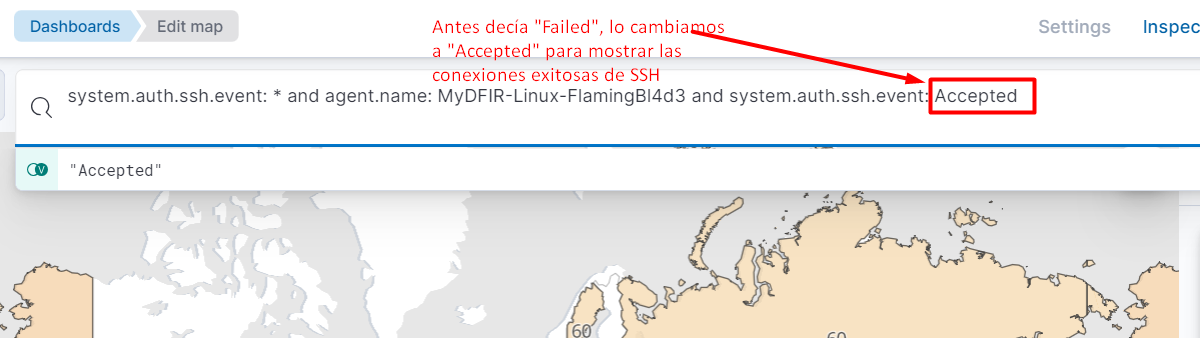 Dashboards
Edit map
Antes decía "Failed", lo cambiamos
a "Accepted" para mostrar las
conexiones exitosas de SSH
Settings
Inspec
system.auth.ssh.event: * and agent.name: MyDFIR-Linux-FlamingBl4d3 and system.auth.ssh.event: Accepted
"Accepted"
60
60